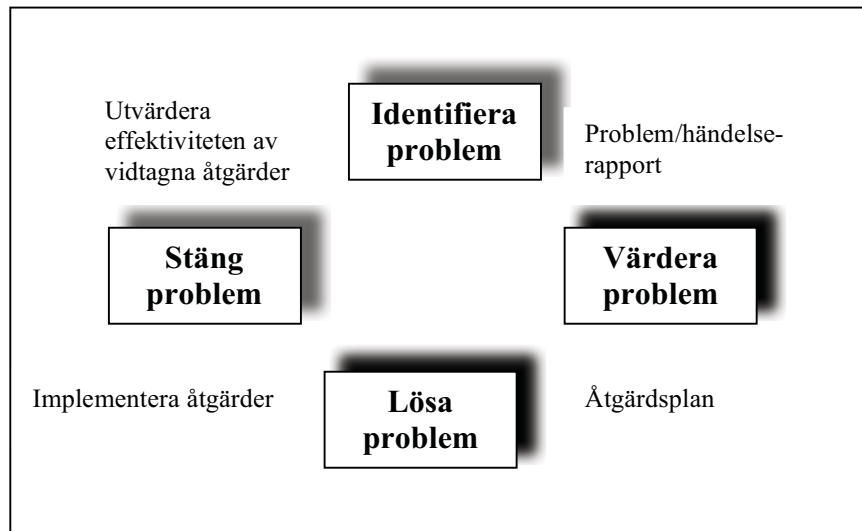 Utvärdera
effektiviteten av
vidtagna åtgärder
Identifiera
problem
Problem/händelse-
rapport
Stäng
problem
Värdera
problem
Implementera åtgärder
Lösa
problem
Åtgärdsplan